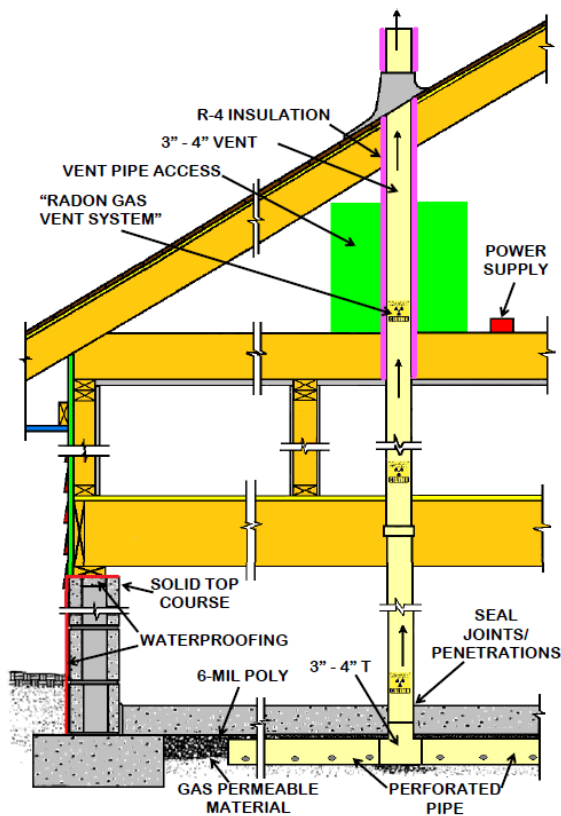 R-4 INSULATION
3” - 4” VENT
VENT PIPE ACCESS
“RADON GAS
VENT SYSTEM”
POWER
SUPPLY
SOLID TOP
COURSE
WATERPROOFING
SEAL
JOINTS/
PENETRATIONS
6-MIL POLY
3” - 4” T
GAS PERMEABLE
MATERIAL
PERFORATED
PIPE